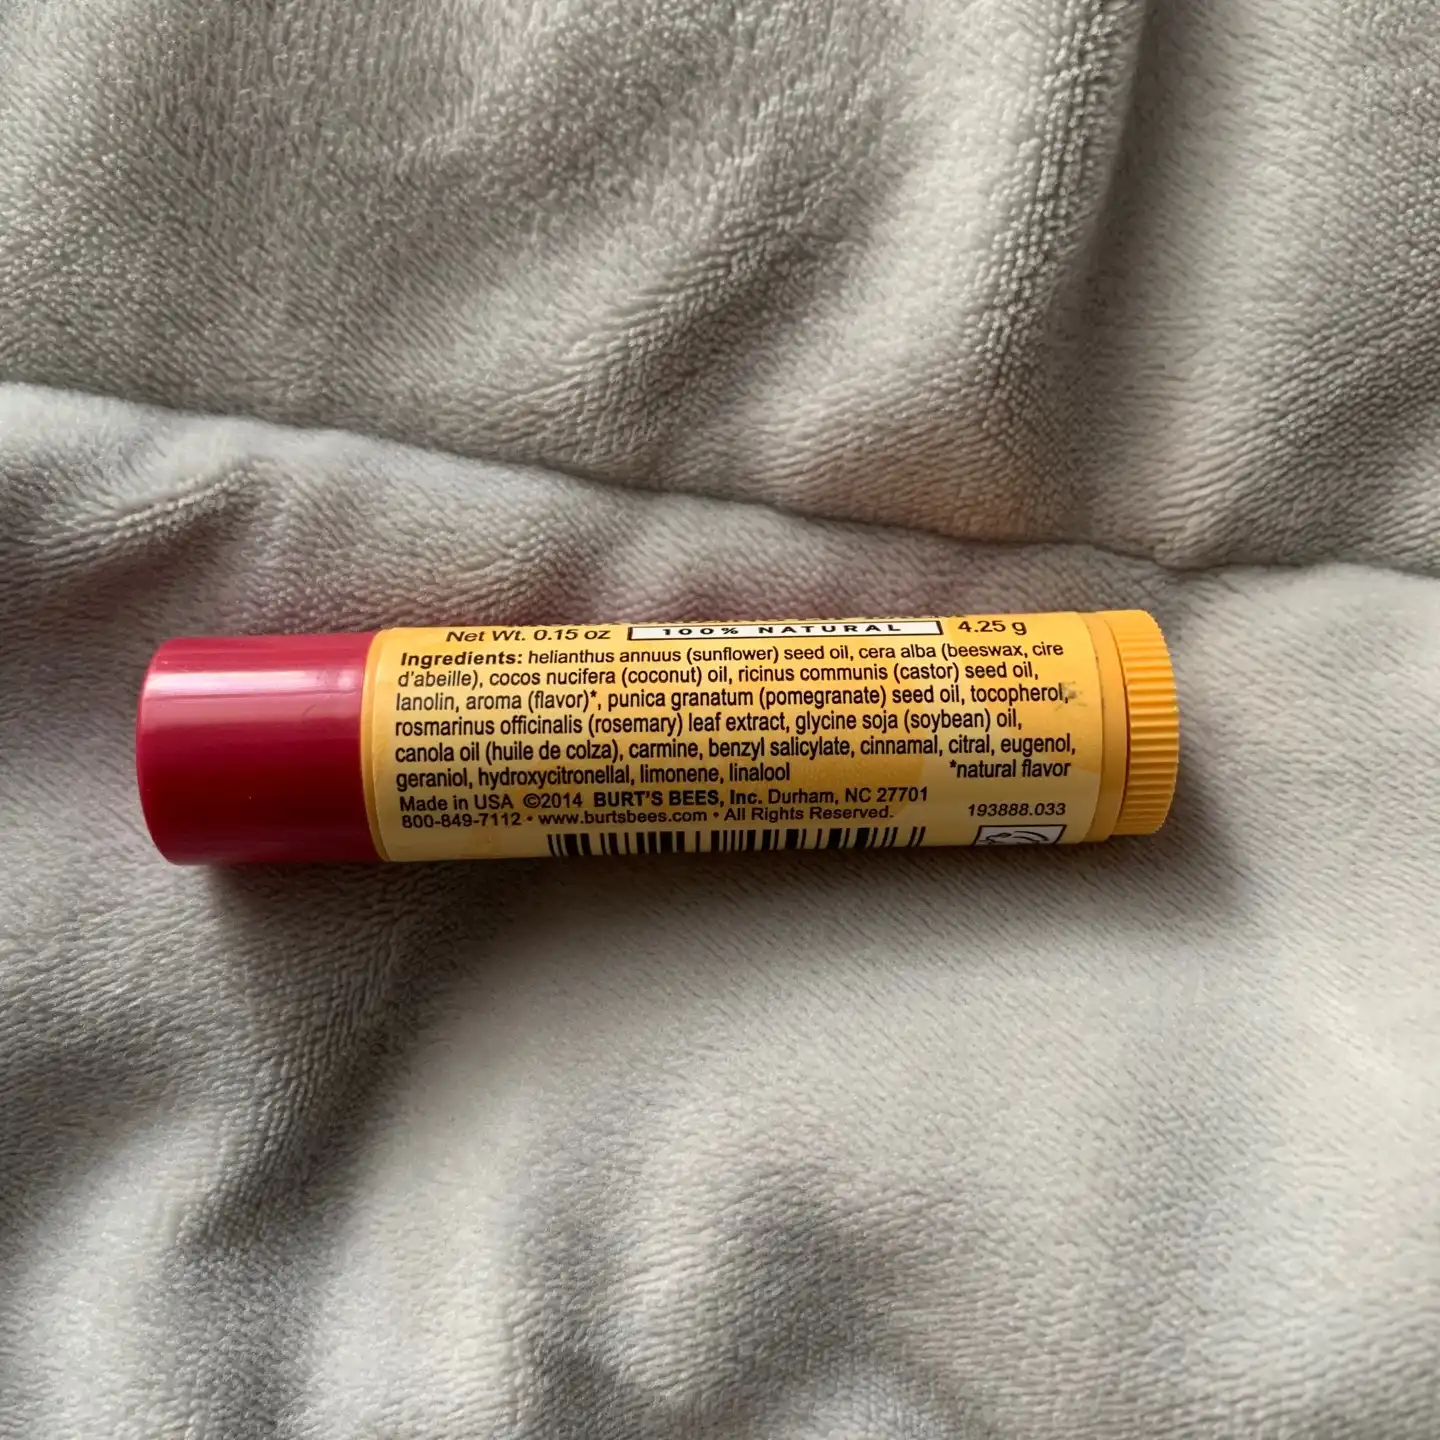 Net Wt. 0.15 oz 100% NATURAL 4.25 g
Ingredients: helianthus annuus (sunflower) seed oil, cera alba (beeswax, cire
d'abeille), cocos nucifera (coconut) oil, ricinus communis (castor) seed oil,
lanolin, aroma (flavor)*, punica granatum (pomegranate) seed oil, tocopherol,
rosmarinus officinalis (rosemary) leaf extract, glycine soja (soybean) oil,
canola oil (huile de colza), carmine, benzyl salicylate, cinnamal, citral, eugenol,
geraniol, hydroxycitronellal, limonene, linalool *natural flavor
Made in USA ©2014 BURT'S BEES, Inc. Durham, NC 27701
800-849-7112 • www.burtsbees.com • All Rights Reserved. 193888.033